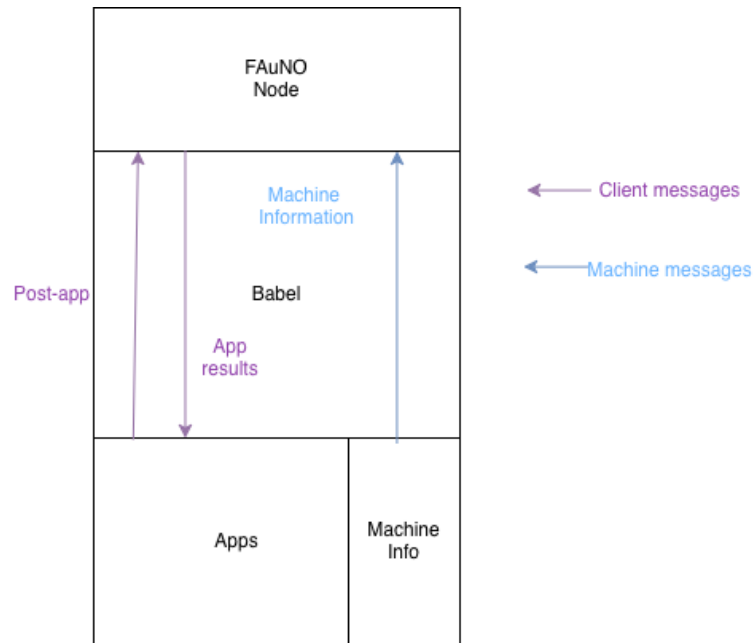 FAuNO
Node
Machine
Information
Client messages
Machine messages
Post-app
Babel
App
results
Apps
Machine
Info